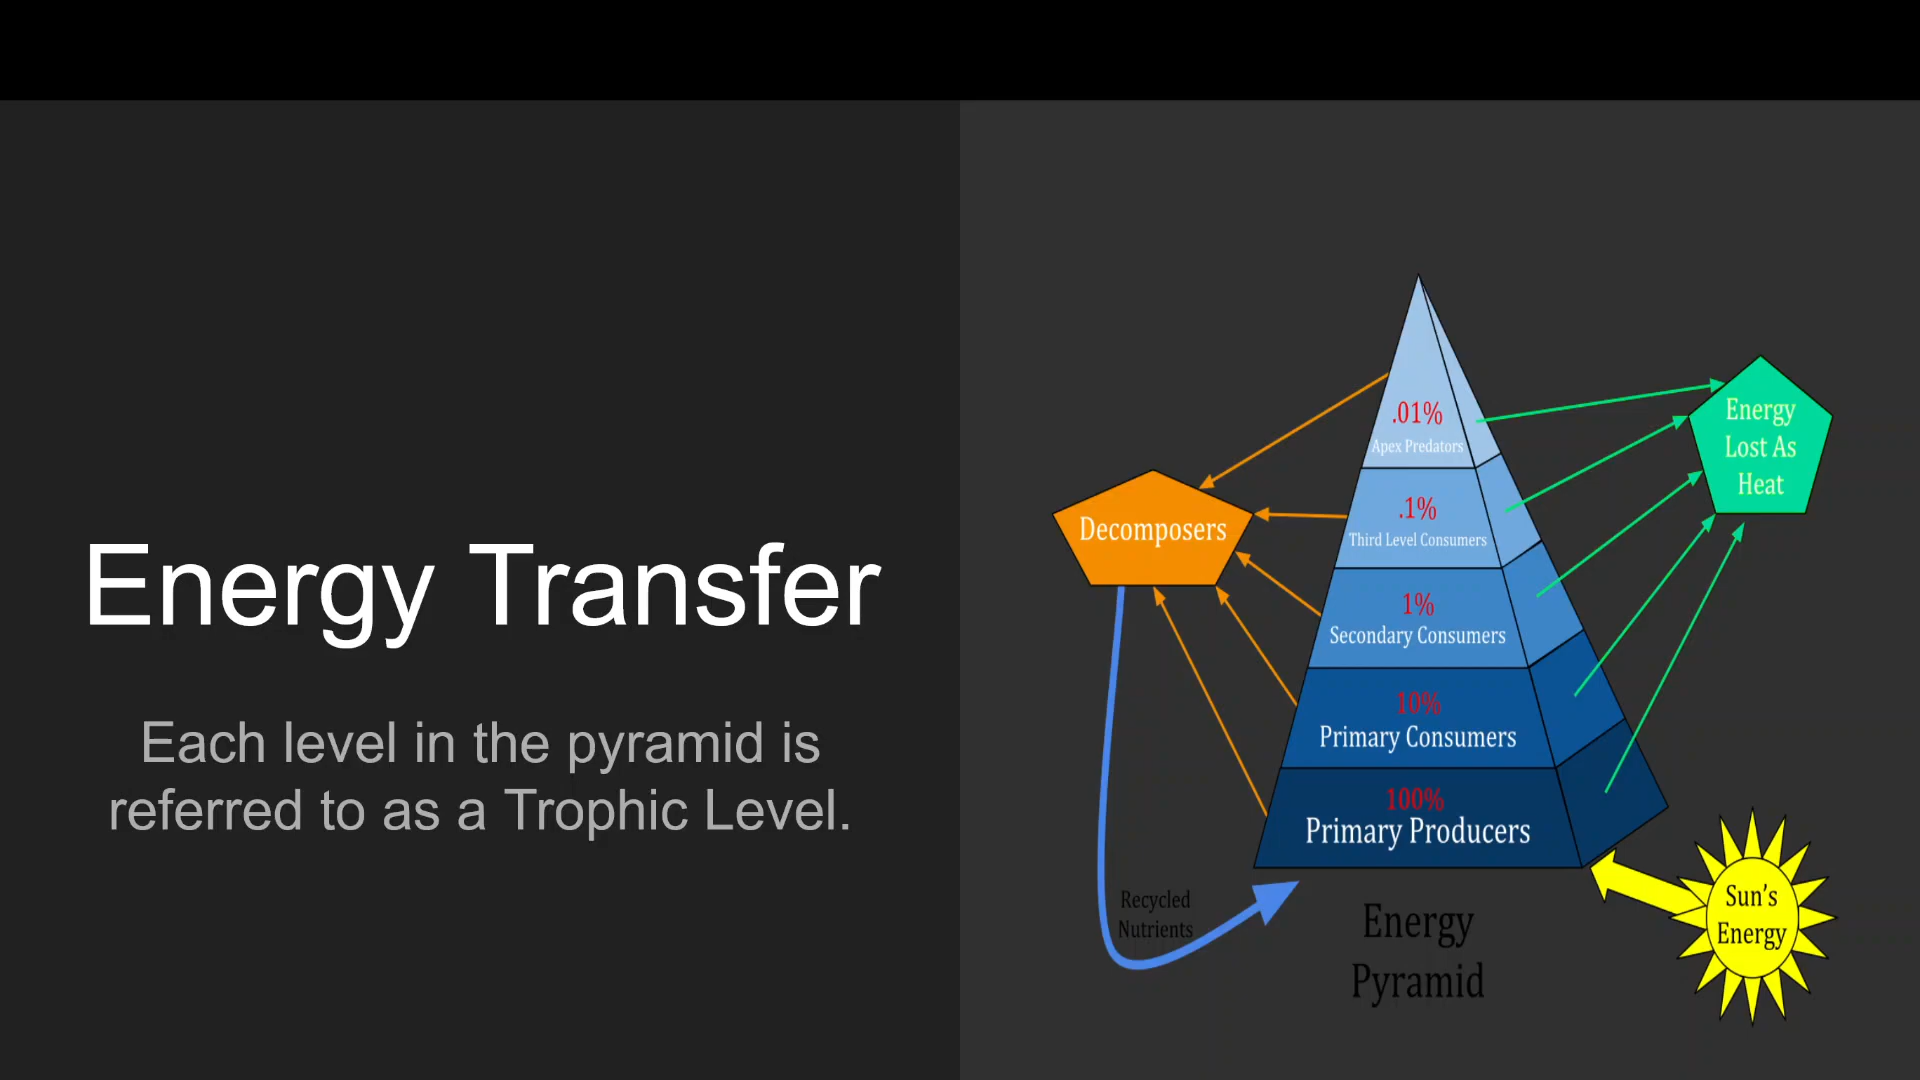 Energy Transfer
Each level in the pyramid is
referred to as a Trophic Level.
.01%
Apex Predators
.1%
Third Level Consumers
1%
Secondary Consumers
10%
Primary Consumers
100%
Primary Producers
Decomposers
Energy
Lost As
Heat
Recycled
Nutrients
Energy
Pyramid
Sun's
Energy